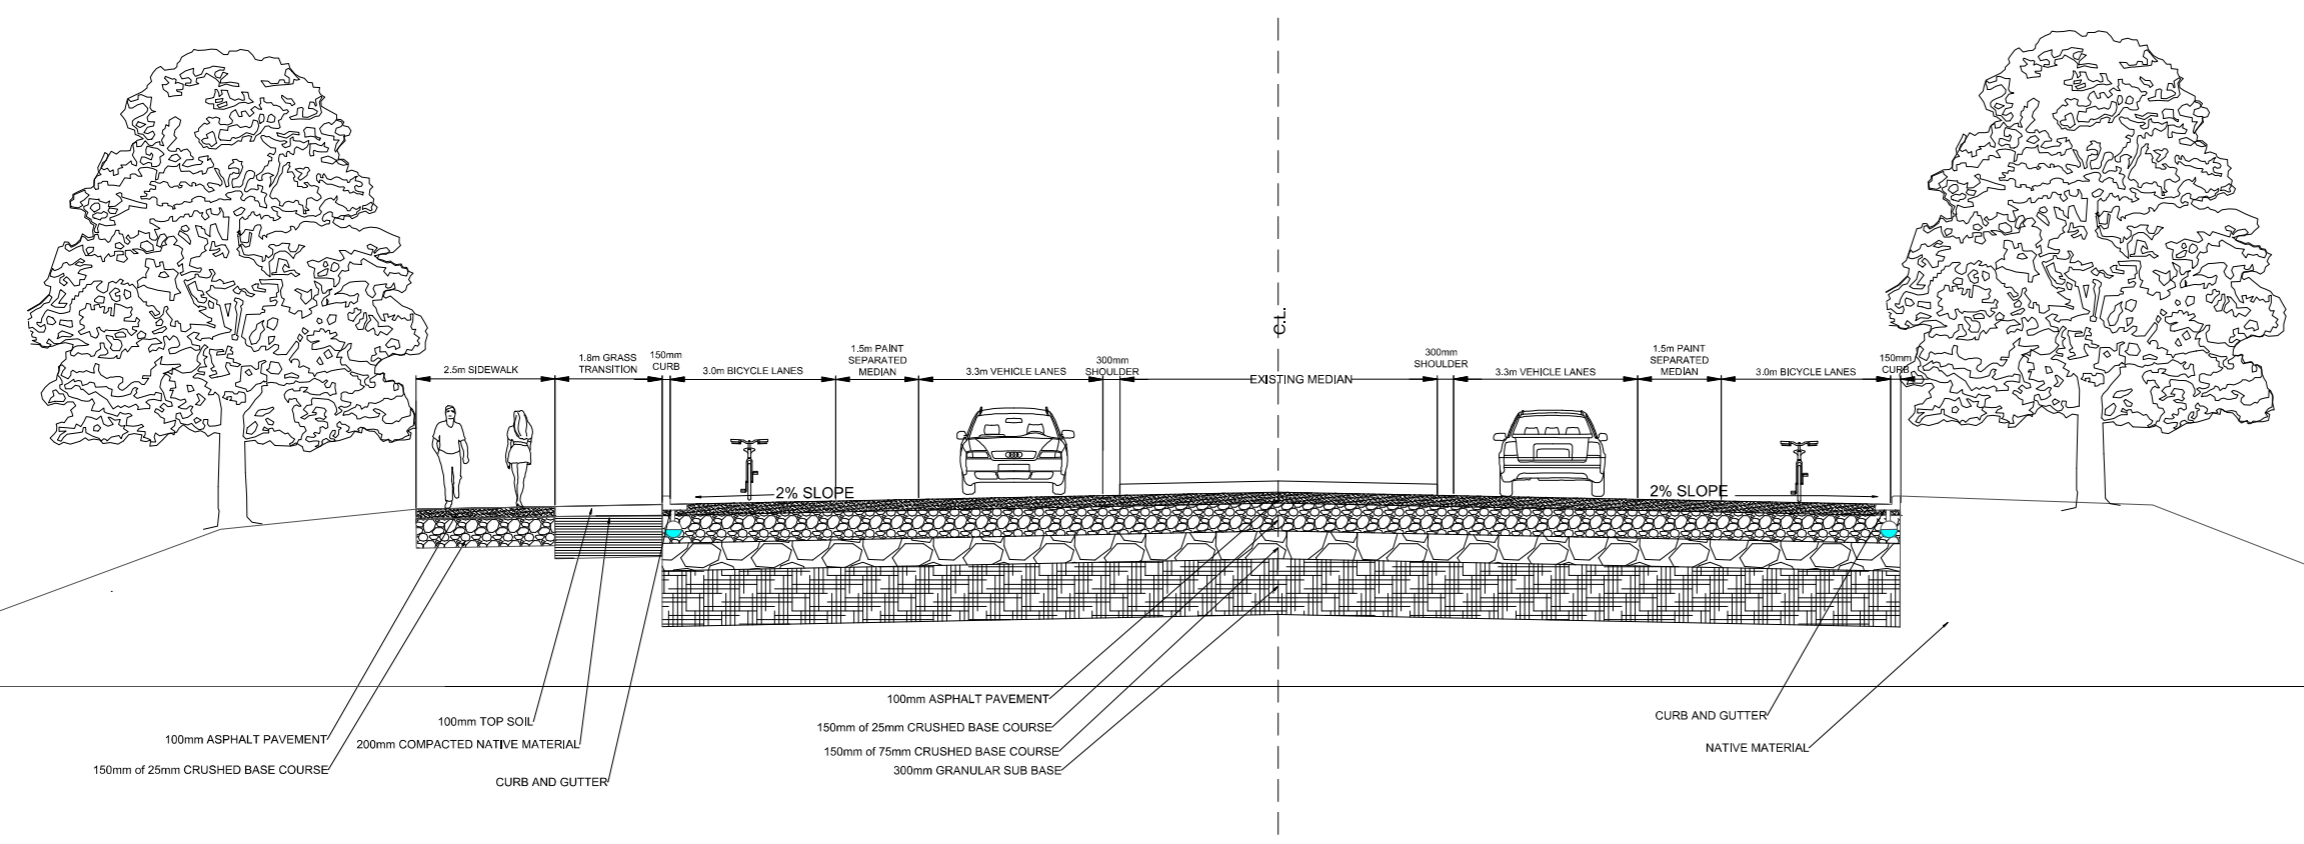 C.L.
2.5m SIDEWALK
1.8m GRASS
TRANSITION
150mm
CURB
3.0m BICYCLE LANES
1.5m PAINT
SEPARATED
MEDIAN
3.3m VEHICLE LANES
300mm
SHOULDER
EXISTING MEDIAN
300mm
SHOULDER
3.3m VEHICLE LANES
1.5m PAINT
SEPARATED
MEDIAN
3.0m BICYCLE LANES
150mm
CURB
2% SLOPE
2% SLOPE
100mm ASPHALT PAVEMENT
150mm of 25mm CRUSHED BASE COURSE
100mm TOP SOIL
200mm COMPACTED NATIVE MATERIAL
CURB AND GUTTER
100mm ASPHALT PAVEMENT
150mm of 25mm CRUSHED BASE COURSE
150mm of 75mm CRUSHED BASE COURSE
300mm GRANULAR SUB BASE
CURB AND GUTTER
NATIVE MATERIAL